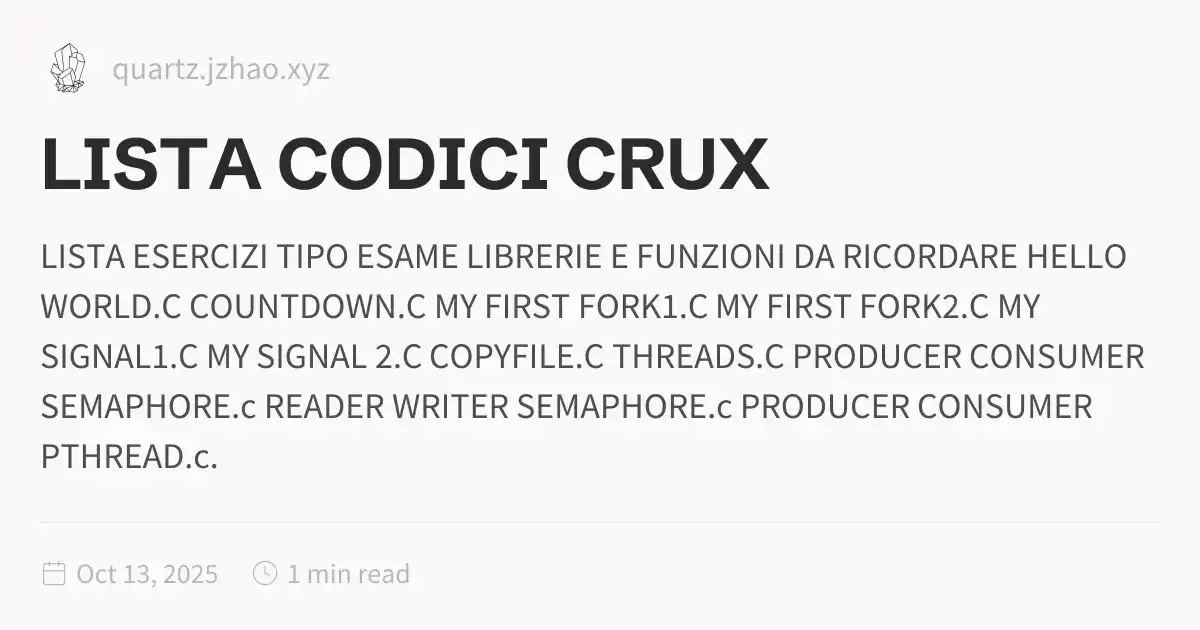 quartz.jzhao.xyz
LISTA CODICI CRUX
LISTA ESERCIZI TIPO ESAME LIBRERIE E FUNZIONI DA RICORDARE HELLO
WORLD.C COUNTDOWN.C MY FIRST FORK1.C MY FIRST FORK2.C MY
SIGNAL1.C MY SIGNAL 2.C COPYFILE.C THREADS.C PRODUCER CONSUMER
SEMAPHORE.c READER WRITER SEMAPHORE.c PRODUCER CONSUMER
PTHREAD.c.
Oct 13, 2025 1 min read